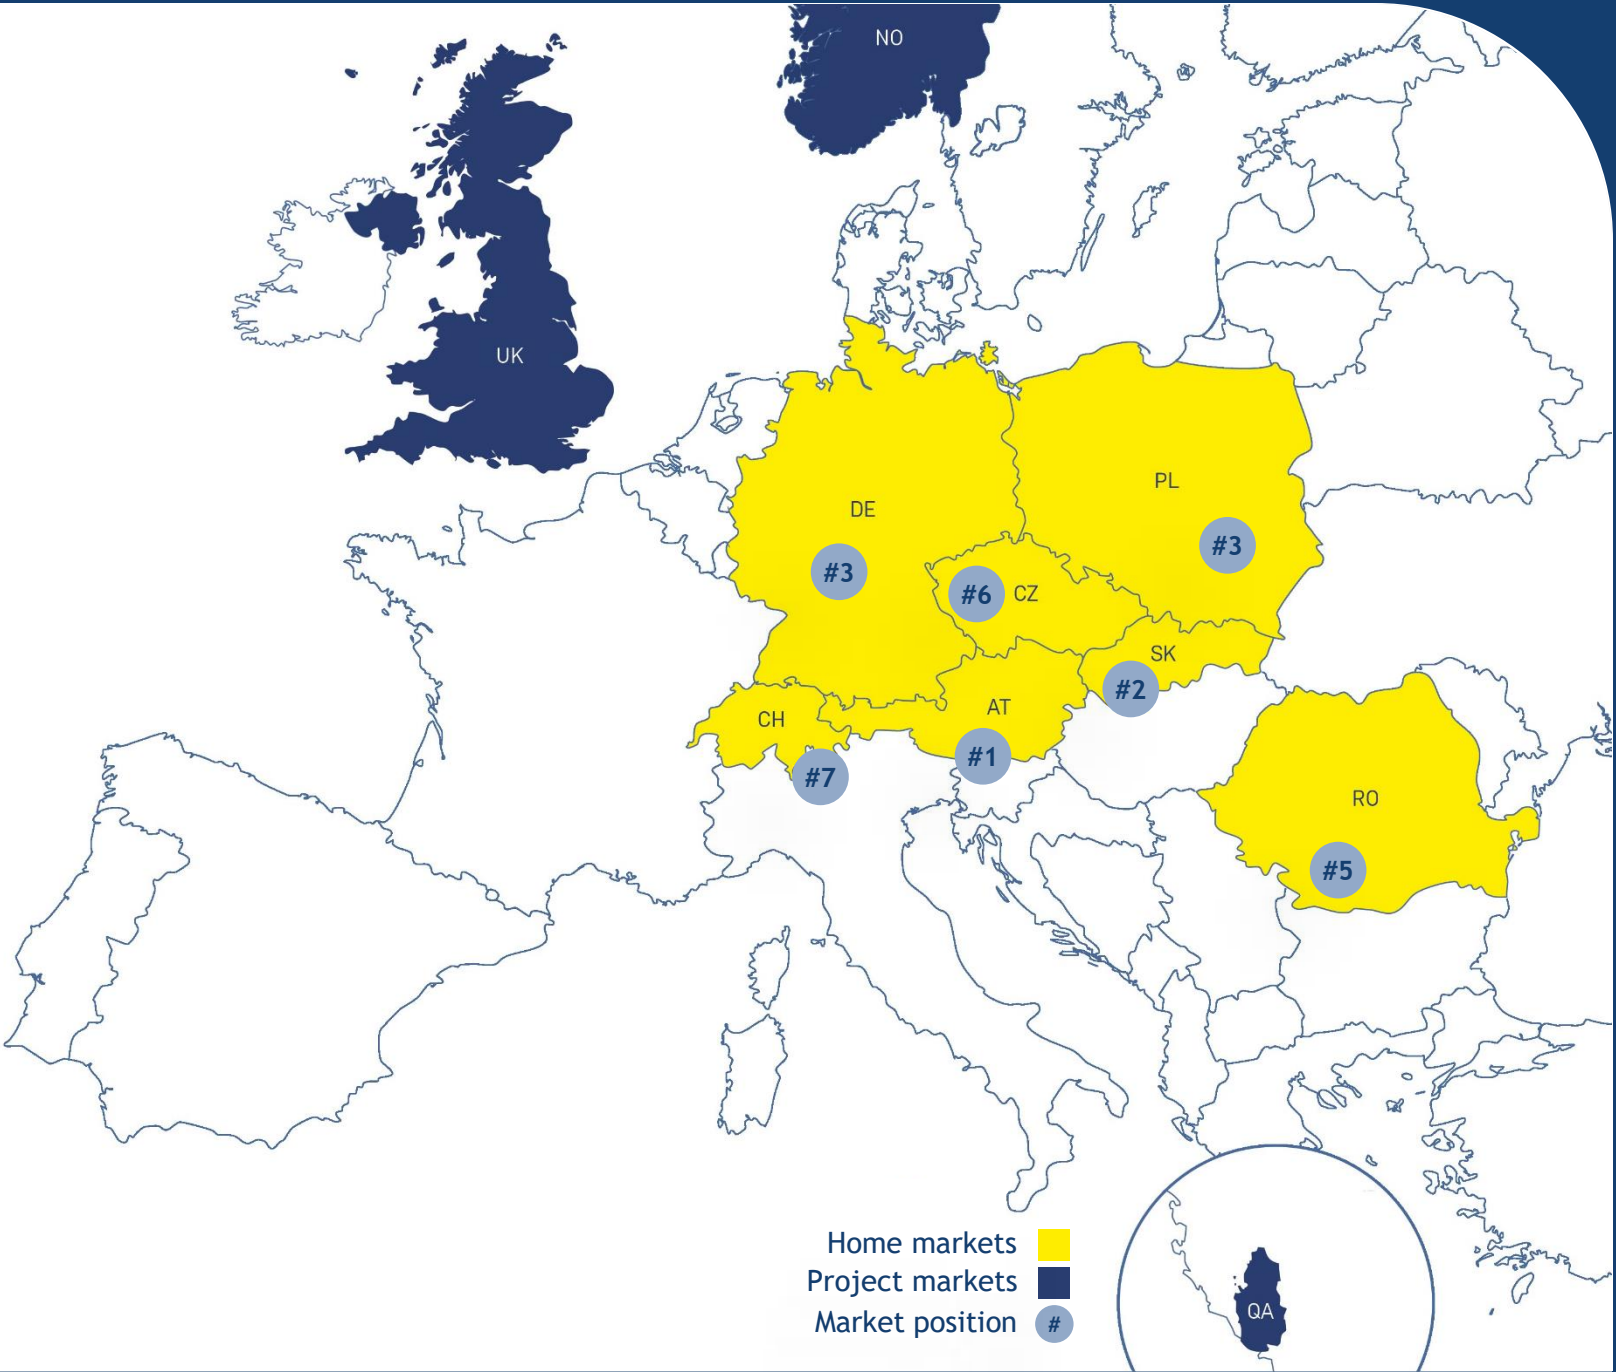 NO
UK
PL
DE
#3
#3
#6
CZ
SK
#2
AT
CH
#1
#7
RO
#5
Home markets
Project markets
Market position #
QA